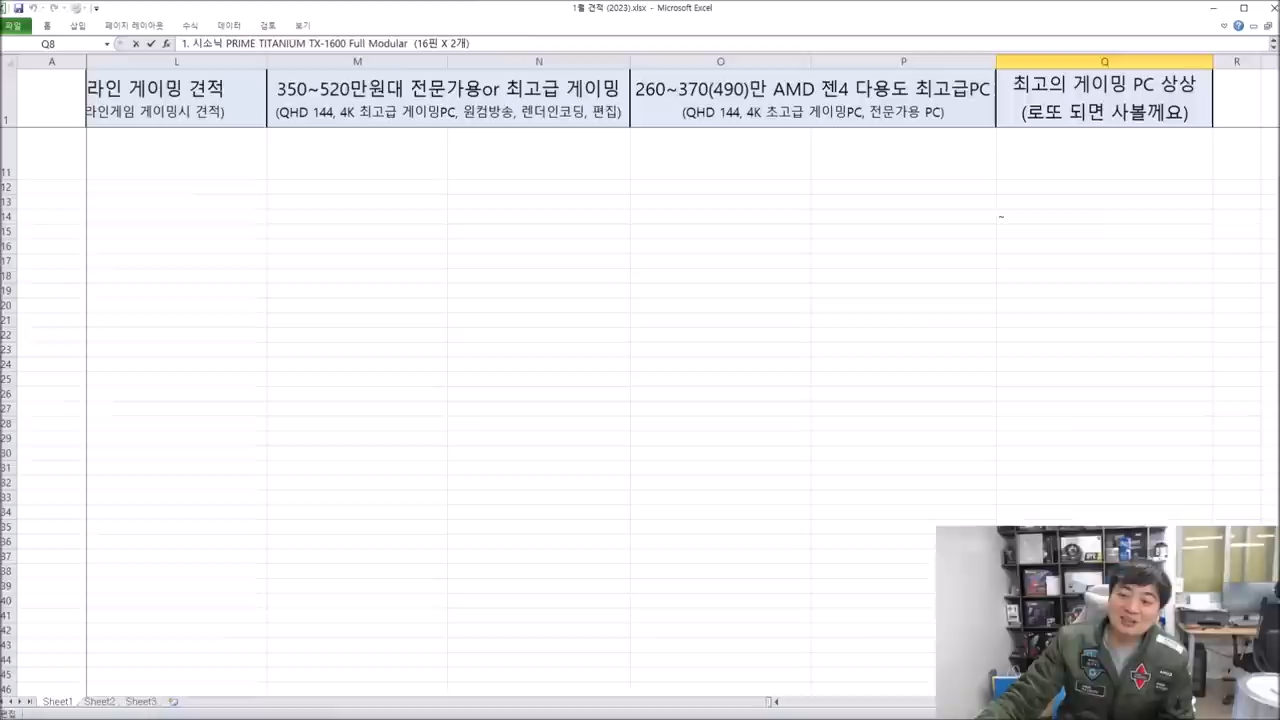 1월 견적 (2023).xlsx - Microsoft Excel
파일 홈 삽입 페이지 레이아웃 수식 데이터 검토 보기
Q8 1. 시소닉 PRIME TITANIUM TX-1600 Full Modular (16핀 X 2개)
A L M N O P Q R
라인 게이밍 견적
라인게임 게이밍시 견적)
350~520만원대 전문가용or 최고급 게이밍
(QHD 144, 4K 최고급 게이밍PC, 원컴방송, 렌더인코딩, 편집)
260~370(490)만 AMD 젠4 다용도 최고급PC
(QHD 144, 4K 초고급 게이밍PC, 전문가용 PC)
최고의 게이밍 PC 상상
(로또 되면 사볼께요)
1
11
12
13
14 ~
15
16
17
18
19
20
21
22
23
24
25
26
27
28
29
30
31
32
33
34
35
36
37
38
39
40
41
42
43
44
45
46
Sheet1 Sheet2 Sheet3
편집